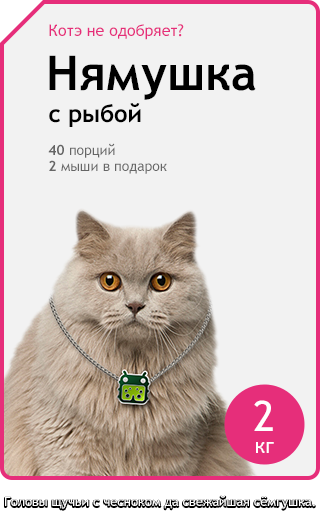 Котэ не одобряет?
Нямушка
с рыбой
40 порций
2 мыши в подарок
2
кг
Головы щучьи с чесноком да свежайшая сёмгушка.